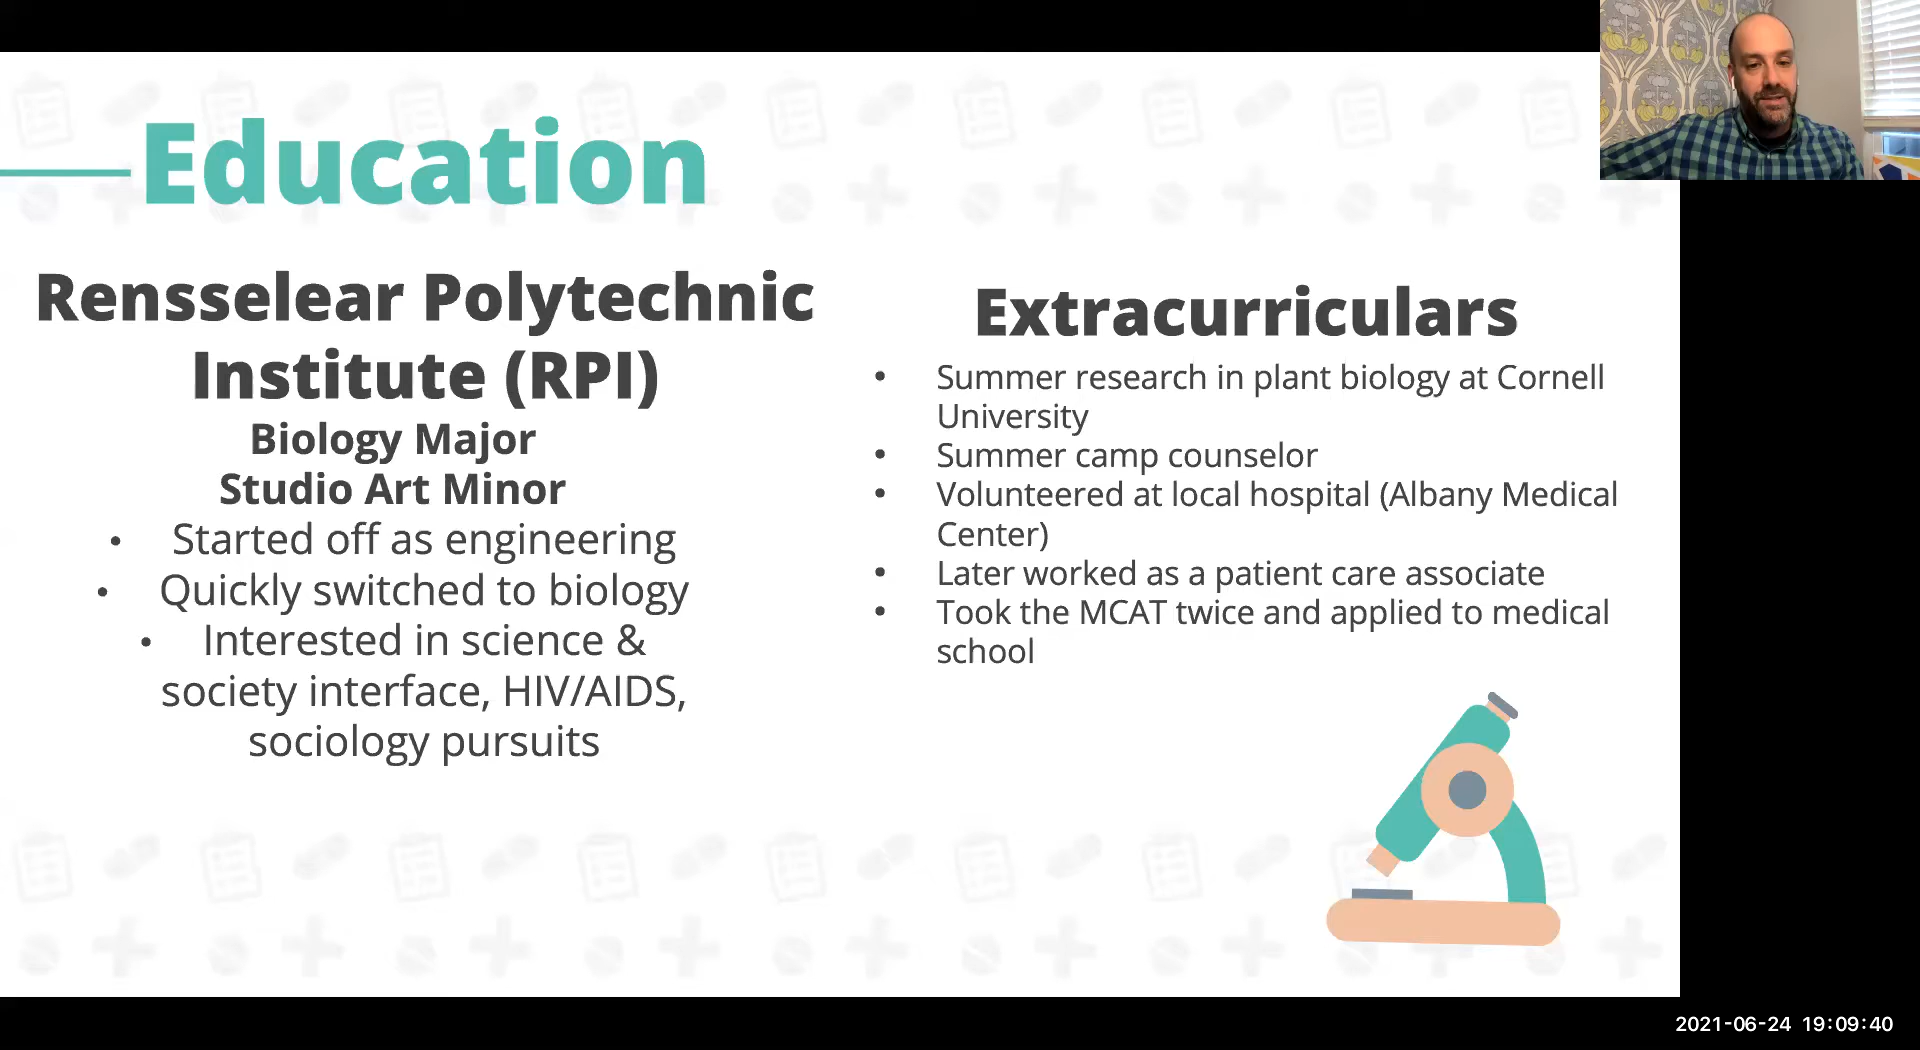 Education
Rensselear Polytechnic
Institute (RPI)
Biology Major
Studio Art Minor
• Started off as engineering
• Quickly switched to biology
• Interested in science &
society interface, HIV/AIDS,
sociology pursuits
Extracurriculars
• Summer research in plant biology at Cornell
University
• Summer camp counselor
• Volunteered at local hospital (Albany Medical
Center)
• Later worked as a patient care associate
• Took the MCAT twice and applied to medical
school
2021-06-24 19:09:40